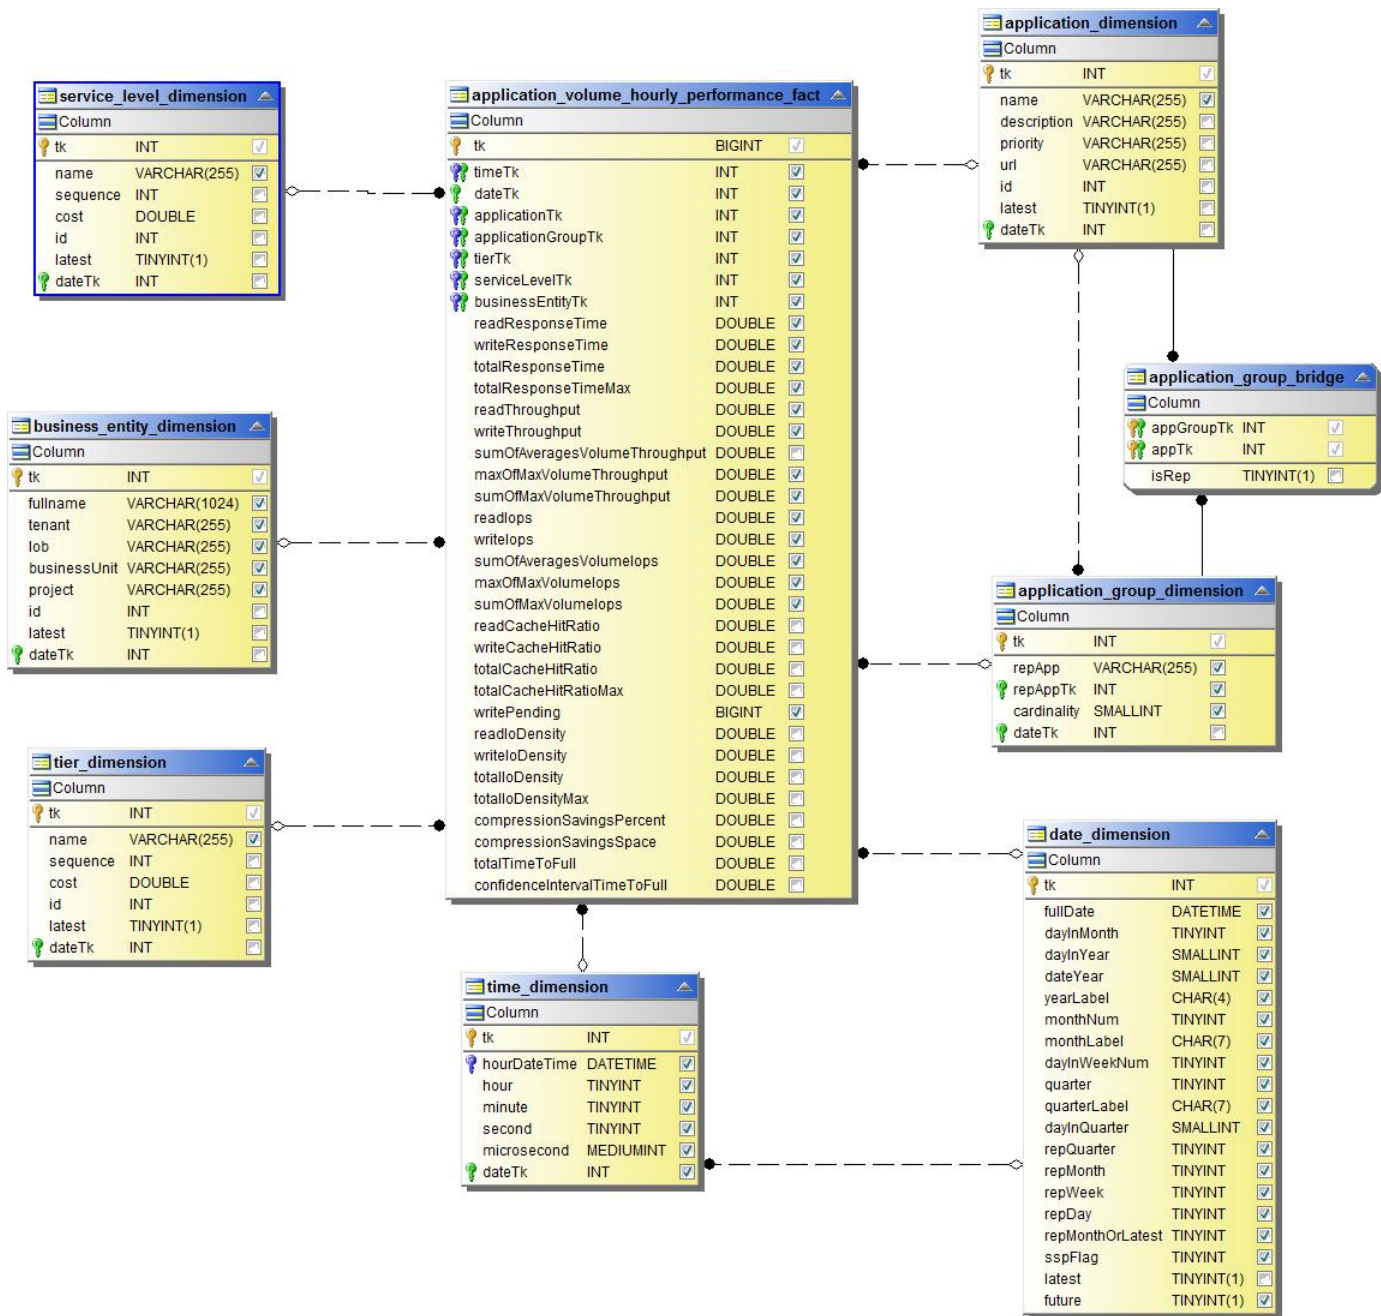 application_dimension
Column
tk INT
name VARCHAR(255)
description VARCHAR(255)
priority VARCHAR(255)
url VARCHAR(255)
id INT
latest TINYINT(1)
dateTk INT
service_level_dimension
Column
tk INT
name VARCHAR(255)
sequence INT
cost DOUBLE
id INT
latest TINYINT(1)
dateTk INT
application_volume_hourly_performance_fact
Column
tk BIGINT
timeTk INT
dateTk INT
applicationTk INT
applicationGroupTk INT
tierTk INT
serviceLevelTk INT
businessEntityTk INT
readResponseTime DOUBLE
writeResponseTime DOUBLE
totalResponseTime DOUBLE
totalResponseTimeMax DOUBLE
readThroughput DOUBLE
writeThroughput DOUBLE
sumOfAveragesVolumeThroughput DOUBLE
maxOfMaxVolumeThroughput DOUBLE
sumOfMaxVolumeThroughput DOUBLE
readIops DOUBLE
writeIops DOUBLE
sumOfAveragesVolumeIops DOUBLE
maxOfMaxVolumeIops DOUBLE
sumOfMaxVolumeIops DOUBLE
readCacheHitRatio DOUBLE
writeCacheHitRatio DOUBLE
totalCacheHitRatio DOUBLE
totalCacheHitRatioMax DOUBLE
writePending BIGINT
readIoDensity DOUBLE
writeIoDensity DOUBLE
totalIoDensity DOUBLE
totalIoDensityMax DOUBLE
compressionSavingsPercent DOUBLE
compressionSavingsSpace DOUBLE
totalTimeToFull DOUBLE
confidenceIntervalTimeToFull DOUBLE
application_group_bridge
Column
appGroupTk INT
appTk INT
isRep TINYINT(1)
business_entity_dimension
Column
tk INT
fullname VARCHAR(1024)
tenant VARCHAR(255)
lob VARCHAR(255)
businessUnit VARCHAR(255)
project VARCHAR(255)
id INT
latest TINYINT(1)
dateTk INT
application_group_dimension
Column
tk INT
repApp VARCHAR(255)
repAppTk INT
cardinality SMALLINT
dateTk INT
tier_dimension
Column
tk INT
name VARCHAR(255)
sequence INT
cost DOUBLE
id INT
latest TINYINT(1)
dateTk INT
date_dimension
Column
tk INT
fullDate DATETIME
dayInMonth TINYINT
dayInYear SMALLINT
dateYear SMALLINT
yearLabel CHAR(4)
monthNum TINYINT
monthLabel CHAR(7)
dayInWeekNum TINYINT
quarter TINYINT
quarterLabel CHAR(7)
dayInQuarter SMALLINT
repQuarter TINYINT
repMonth TINYINT
repWeek TINYINT
repDay TINYINT
repMonthOrLatest TINYINT
sspFlag TINYINT
latest TINYINT(1)
future TINYINT(1)
time_dimension
Column
tk INT
hourDateTime DATETIME
hour TINYINT
minute TINYINT
second TINYINT
microsecond MEDIUMINT
dateTk INT